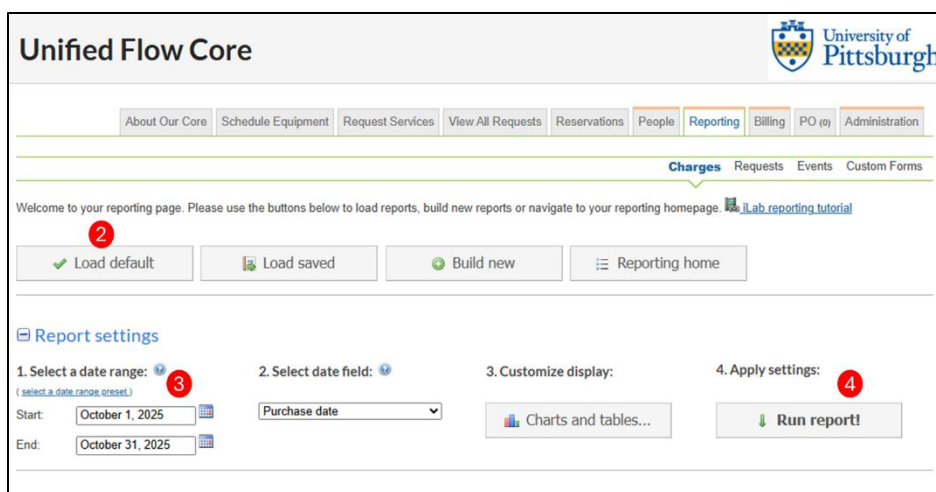 Unified Flow Core
University of
Pittsburgh
About Our Core Schedule Equipment Request Services View All Requests Reservations People Reporting Billing PO (0) Administration
Charges Requests Events Custom Forms
Welcome to your reporting page. Please use the buttons below to load reports, build new reports or navigate to your reporting homepage. iLab reporting tutorial
2
Load default Load saved Build new Reporting home
Report settings
1. Select a date range: 2. Select date field: 3. Customize display: 4. Apply settings:
3 4
( select a date range preset )
Start: October 1, 2025 Purchase date Charts and tables... Run report!
End: October 31, 2025